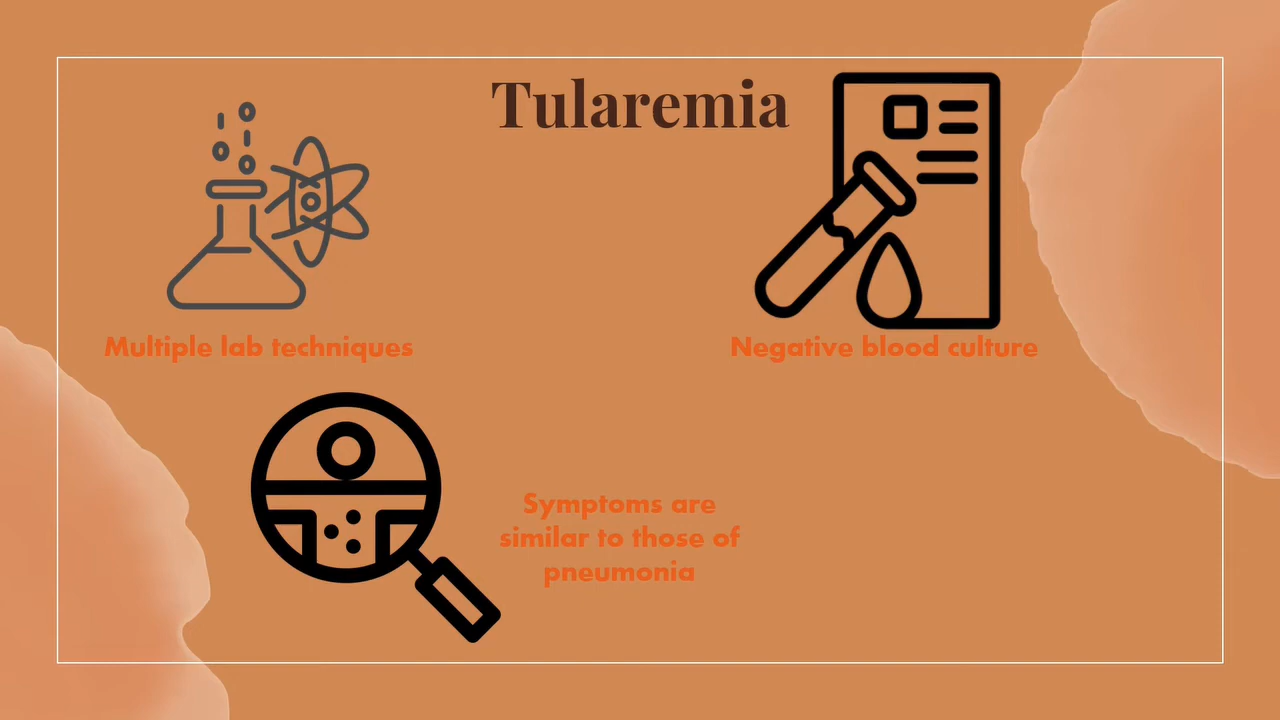 Tularemia
Multiple lab techniques
Negative blood culture
Symptoms are
similar to those of
pneumonia